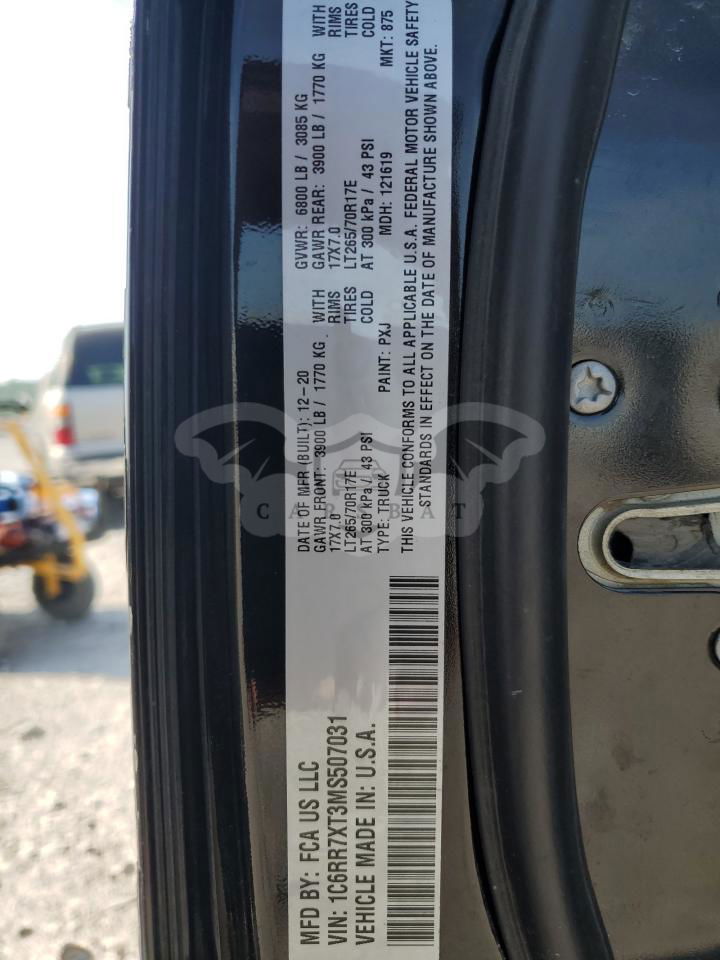 MFD BY: FCA US LLC
VIN: 1C6RR7XT3MS507031
VEHICLE MADE IN: U.S.A.
DATE OF MFR (BUILT): 12-20 GVWR: 6800 LB / 3085 KG
GAWR FRONT: 3900 LB / 1770 KG WITH GAWR REAR: 3900 LB / 1770 KG WITH
17X7.0 RIMS 17X7.0 RIMS
LT265/70R17E TIRES LT265/70R17E TIRES
AT 300 kPa / 43 PSI COLD AT 300 kPa / 43 PSI COLD
TYPE: TRUCK PAINT: PXJ MDH: 121619 MKT: 875
THIS VEHICLE CONFORMS TO ALL APPLICABLE U.S.A. FEDERAL MOTOR VEHICLE SAFETY
STANDARDS IN EFFECT ON THE DATE OF MANUFACTURE SHOWN ABOVE.
CARSBAT